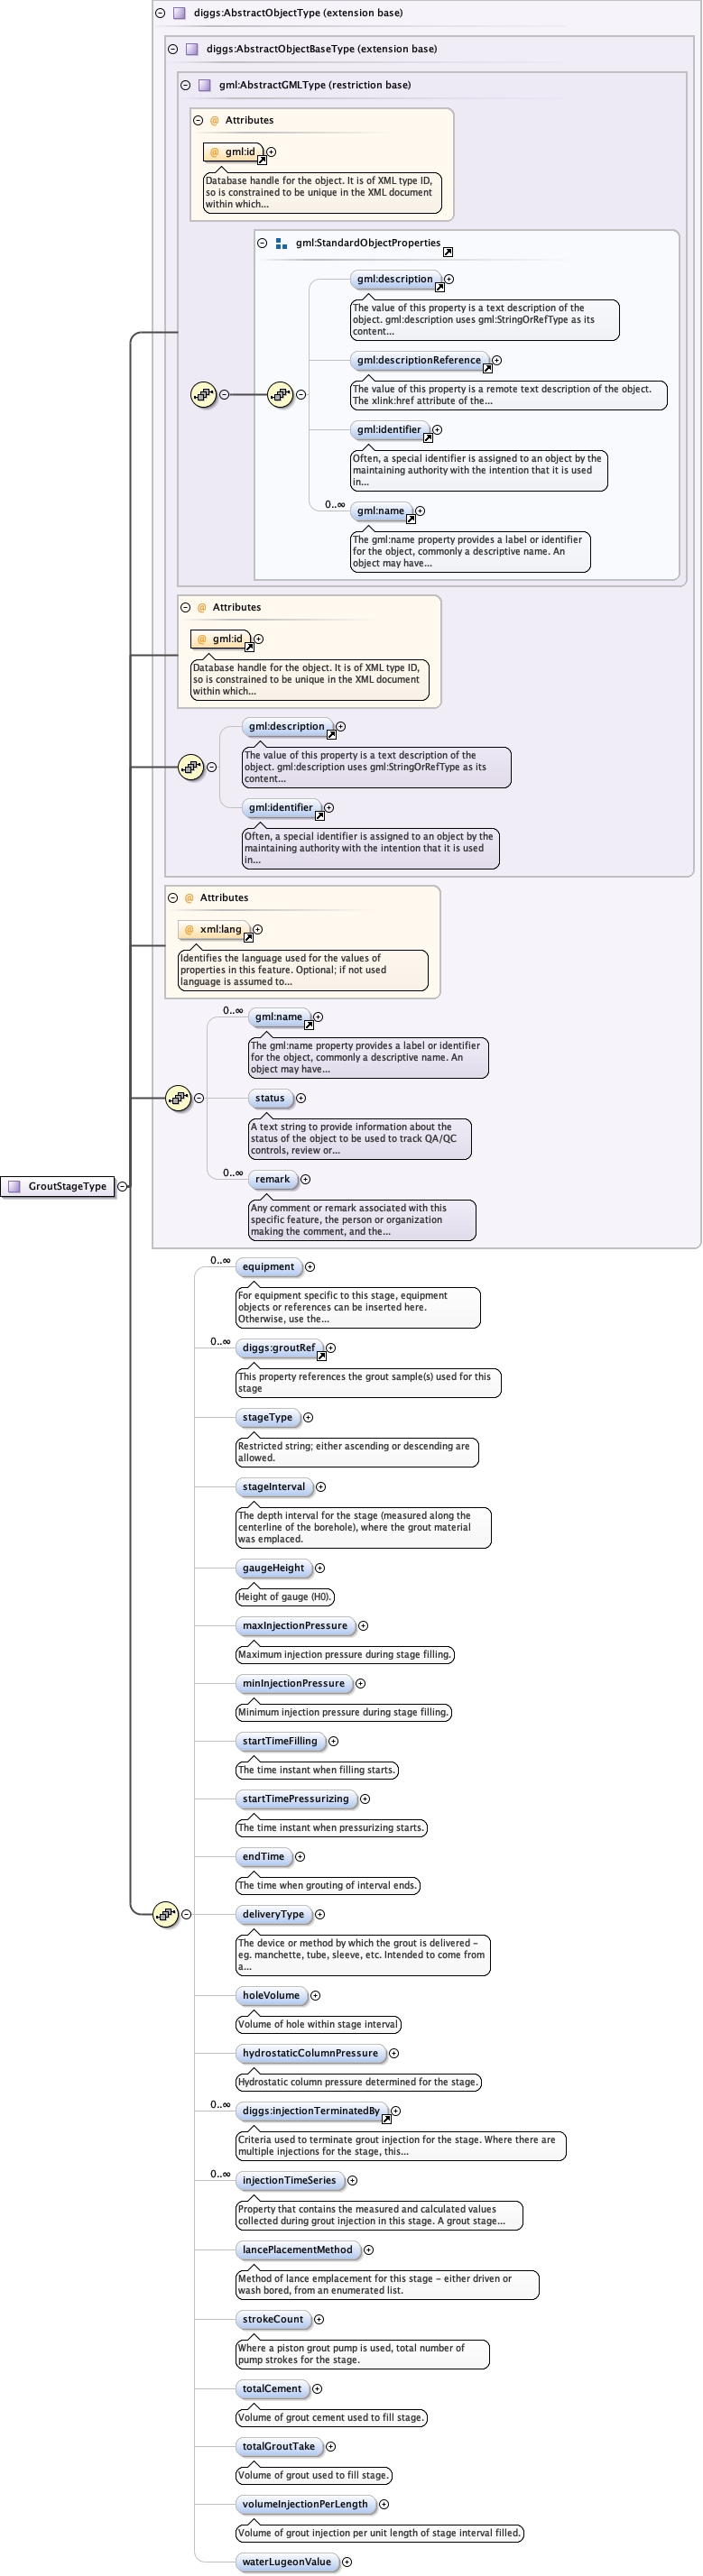 diggs:AbstractObjectType (extension base)
diggs:AbstractObjectBaseType (extension base)
gml:AbstractGMLType (restriction base)
@ Attributes
@ gml:id
Database handle for the object. It is of XML type ID,
so is constrained to be unique in the XML document
within which...
gml:StandardObjectProperties
gml:description
The value of this property is a text description of the
object. gml:description uses gml:StringOrRefType as its
content...
gml:descriptionReference
The value of this property is a remote text description of the object.
The xlink:href attribute of the...
gml:identifier
Often, a special identifier is assigned to an object by the
maintaining authority with the intention that it is used
in...
0..∞
gml:name
The gml:name property provides a label or identifier
for the object, commonly a descriptive name. An
object may have...
@ Attributes
@ gml:id
Database handle for the object. It is of XML type ID,
so is constrained to be unique in the XML document
within which...
gml:description
The value of this property is a text description of the
object. gml:description uses gml:StringOrRefType as its
content...
gml:identifier
Often, a special identifier is assigned to an object by the
maintaining authority with the intention that it is used
in...
@ Attributes
@ xml:lang
Identifies the language used for the values of
properties in this feature. Optional; if not used
language is assumed to...
0..∞
gml:name
The gml:name property provides a label or identifier
for the object, commonly a descriptive name. An
object may have...
status
A text string to provide information about the
status of the object to be used to track QA/QC
controls, review or...
0..∞
remark
Any comment or remark associated with this
specific feature, the person or organization
making the comment, and the...
GroutStageType
0..∞
equipment
For equipment specific to this stage, equipment
objects or references can be inserted here.
Otherwise, use the...
0..∞
diggs:groutRef
This property references the grout sample(s) used for this
stage
stageType
Restricted string; either ascending or descending are
allowed.
stageInterval
The depth interval for the stage (measured along the
centerline of the borehole), where the grout material
was emplaced.
gaugeHeight
Height of gauge (H0).
maxInjectionPressure
Maximum injection pressure during stage filling.
minInjectionPressure
Minimum injection pressure during stage filling.
startTimeFilling
The time instant when filling starts.
startTimePressurizing
The time instant when pressurizing starts.
endTime
The time when grouting of interval ends.
deliveryType
The device or method by which the grout is delivered -
eg. manchette, tube, sleeve, etc. Intended to come from
a...
holeVolume
Volume of hole within stage interval
hydrostaticColumnPressure
Hydrostatic column pressure determined for the stage.
0..∞
diggs:injectionTerminatedBy
Criteria used to terminate grout injection for the stage. Where there are
multiple injections for the stage, this...
0..∞
injectionTimeSeries
Property that contains the measured and calculated values
collected during grout injection in this stage. A grout stage...
lancePlacementMethod
Method of lance emplacement for this stage - either driven or
wash bored, from an enumerated list.
strokeCount
Where a piston grout pump is used, total number of
pump strokes for the stage.
totalCement
Volume of grout cement used to fill stage.
totalGroutTake
Volume of grout used to fill stage.
volumeInjectionPerLength
Volume of grout injection per unit length of stage interval filled.
waterLugeonValue